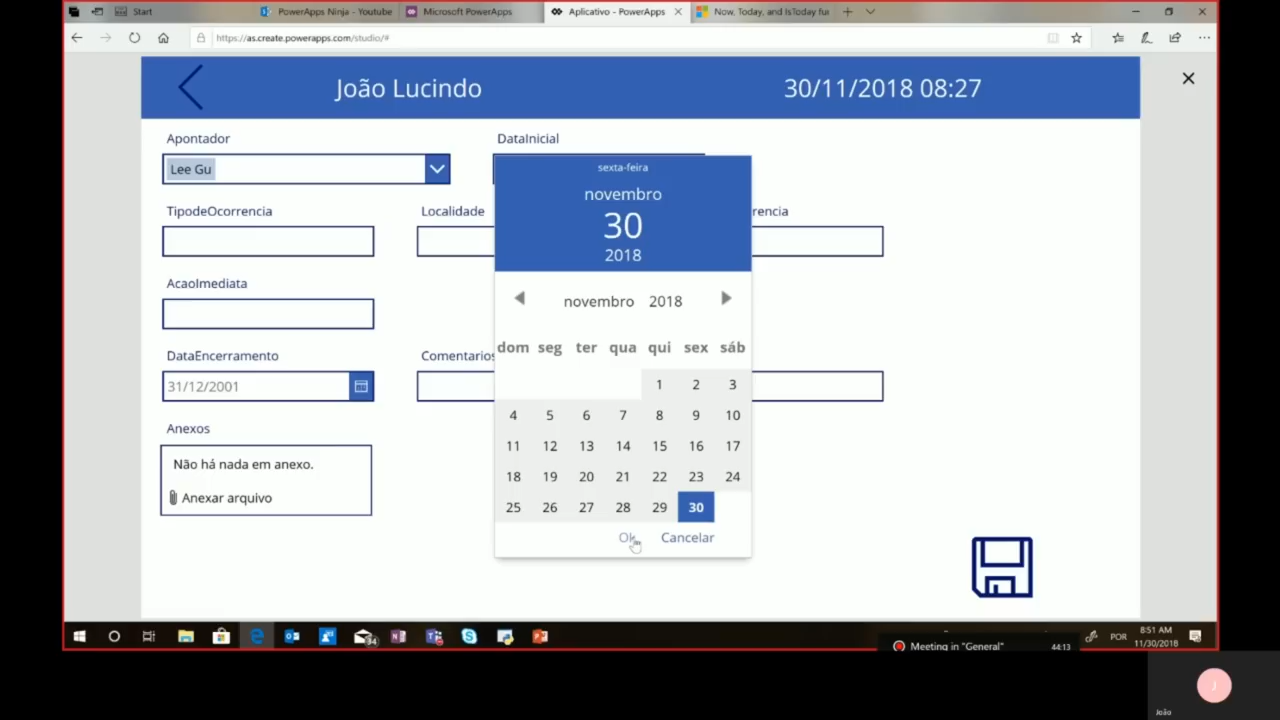 Start
PowerApps Ninja - Youtube
Microsoft PowerApps
Aplicativo - PowerApps
Now, Today, and IsToday fu
https://as.create.powerapps.com/studio/#
João Lucindo
30/11/2018 08:27
Apontador
DataInicial
Lee Gu
sexta-feira
novembro
30
2018
TipodeOcorrencia
Localidade
rencia
AcaoImediata
novembro 2018
dom seg ter qua qui sex sáb
DataEncerramento
Comentarios
31/12/2001
1 2 3
4 5 6 7 8 9 10
11 12 13 14 15 16 17
18 19 20 21 22 23 24
25 26 27 28 29 30
Anexos
Não há nada em anexo.
Anexar arquivo
Ok
Cancelar
34
POR
8:51 AM
11/30/2018
Meeting in "General"
44:13
J
João